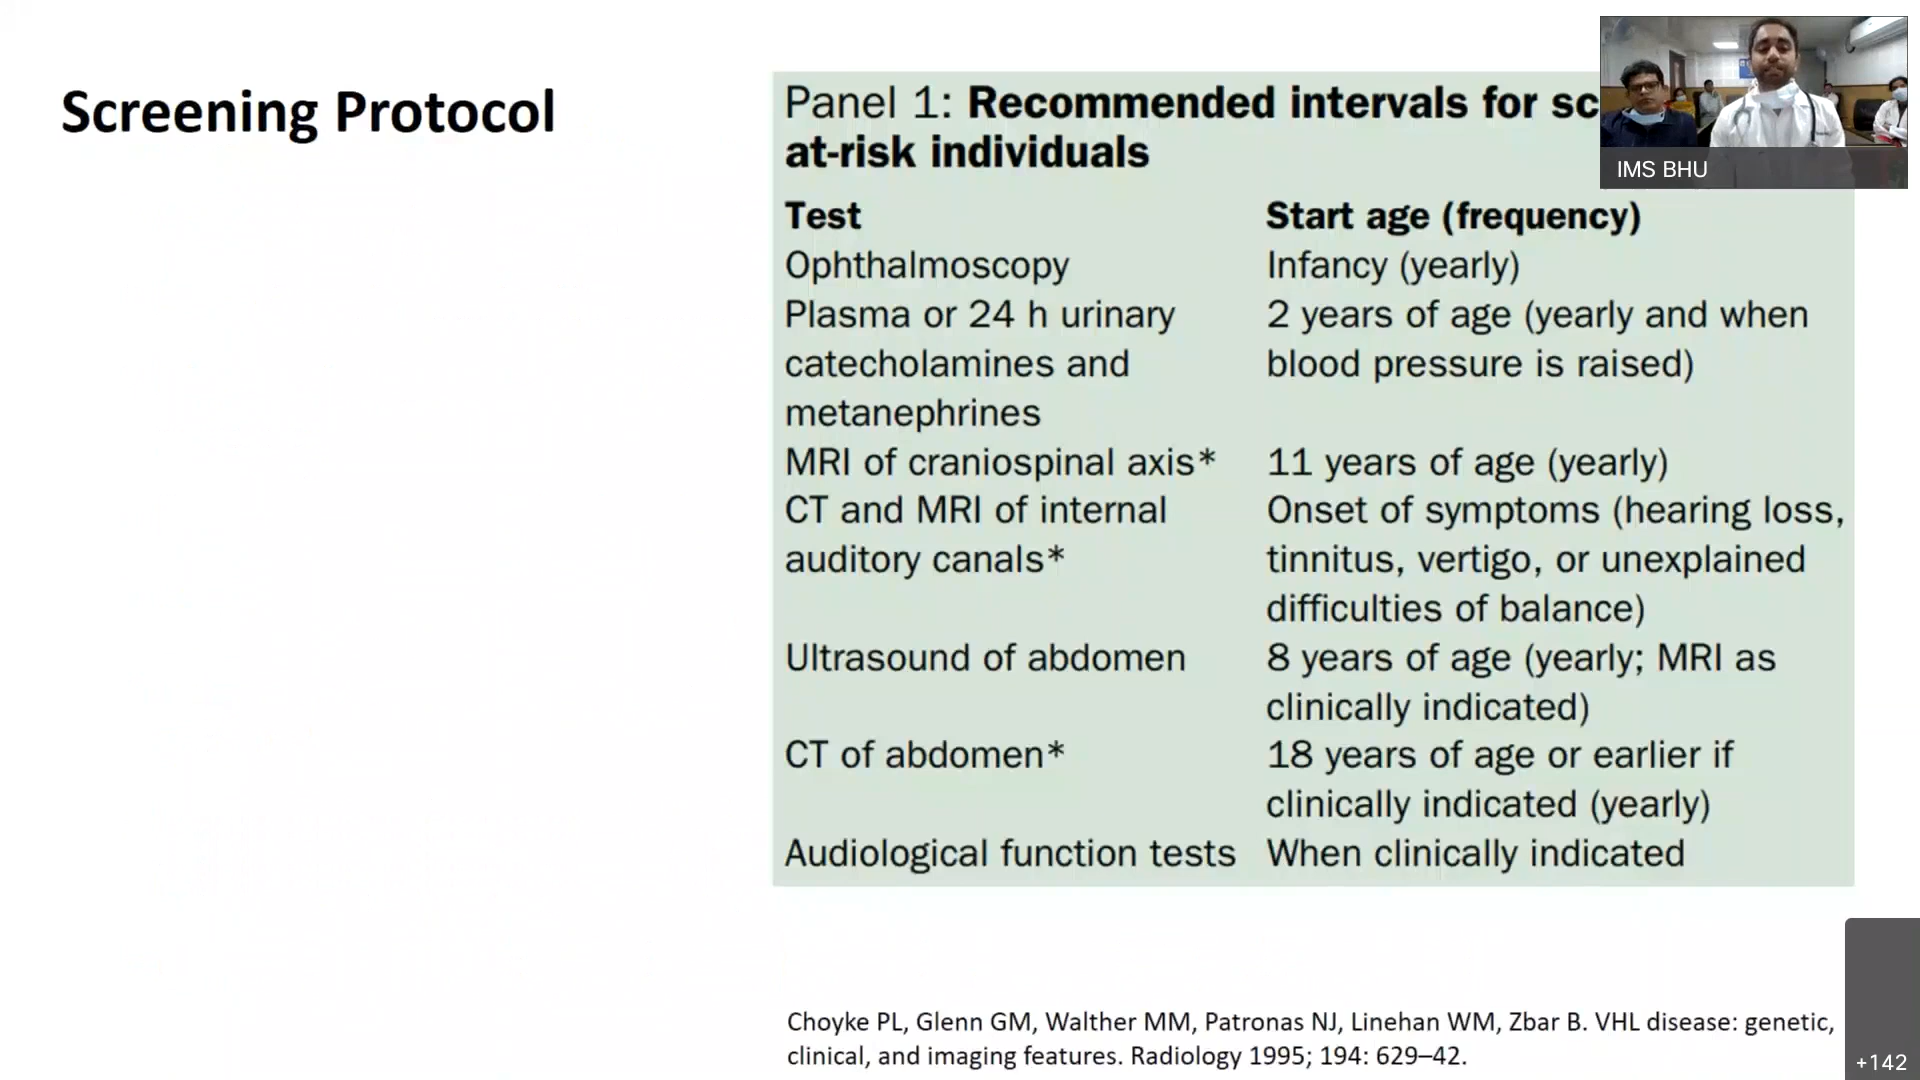 Screening Protocol
Panel 1: Recommended intervals for
at-risk individuals
Test Start age (frequency)
Ophthalmoscopy Infancy (yearly)
Plasma or 24 h urinary 2 years of age (yearly and when
catecholamines and blood pressure is raised)
metanephrines
MRI of craniospinal axis* 11 years of age (yearly)
CT and MRI of internal Onset of symptoms (hearing loss,
auditory canals* tinnitus, vertigo, or unexplained
difficulties of balance)
Ultrasound of abdomen 8 years of age (yearly; MRI as
clinically indicated)
CT of abdomen* 18 years of age or earlier if
clinically indicated (yearly)
Audiological function tests When clinically indicated
Choyke PL, Glenn GM, Walther MM, Patronas NJ, Linehan WM, Zbar B. VHL disease: genetic,
clinical, and imaging features. Radiology 1995; 194: 629–42.
IMS BHU
+142